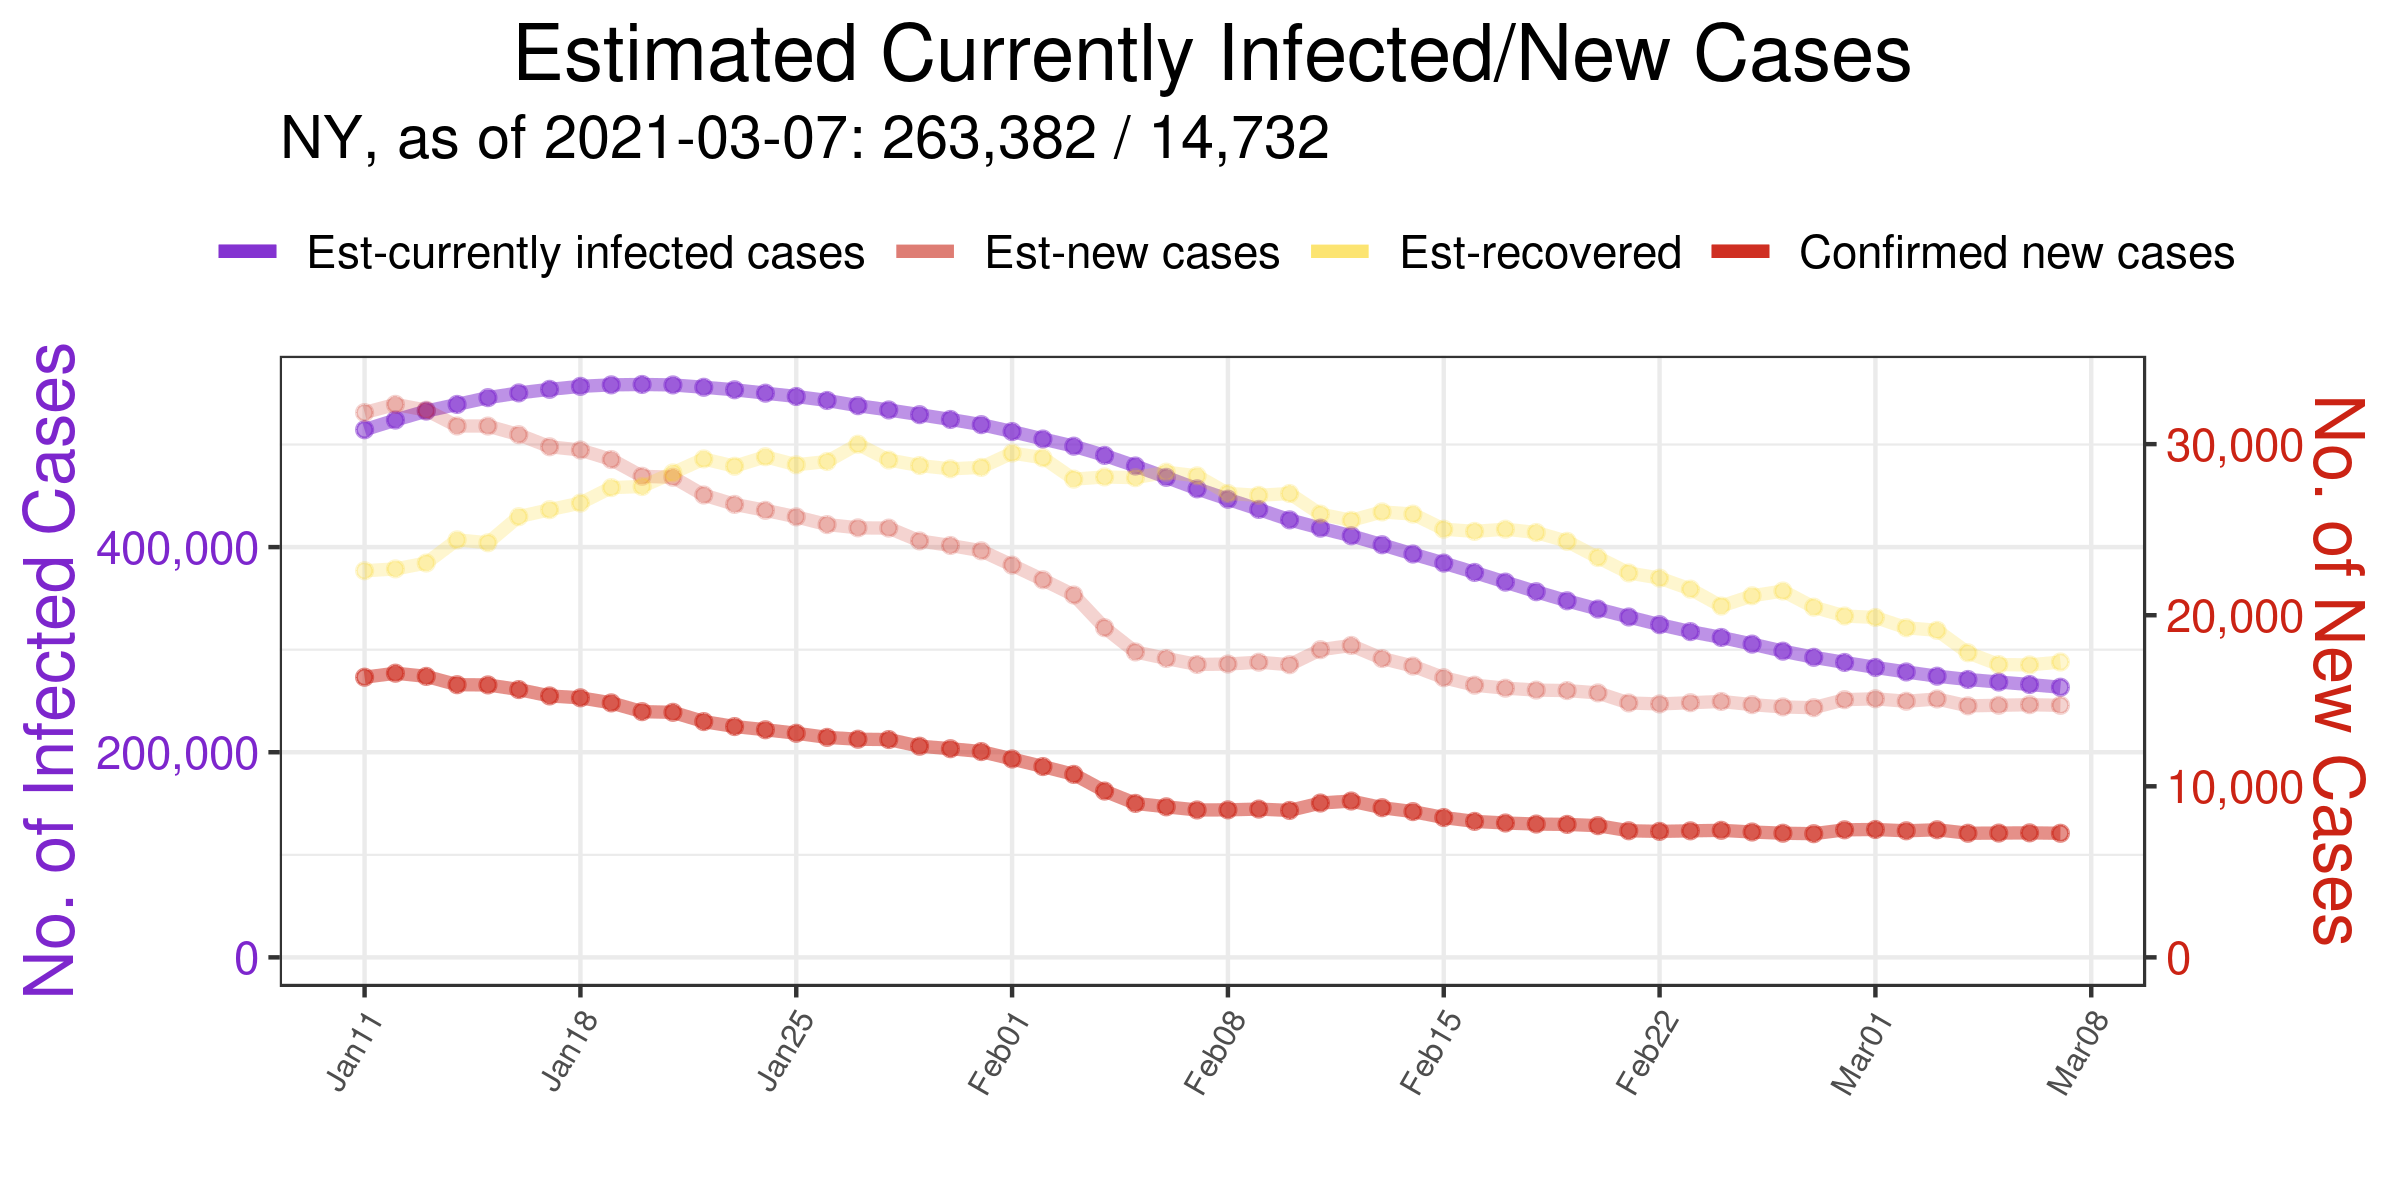 Estimated Currently Infected/New Cases
NY, as of 2021-03-07: 263,382 / 14,732
Est-currently infected cases Est-new cases Est-recovered Confirmed new cases
No. of Infected Cases
400,000
200,000
0
30,000
20,000
10,000
0
No. of New Cases
Jan11 Jan18 Jan25 Feb01 Feb08 Feb15 Feb22 Mar01 Mar08